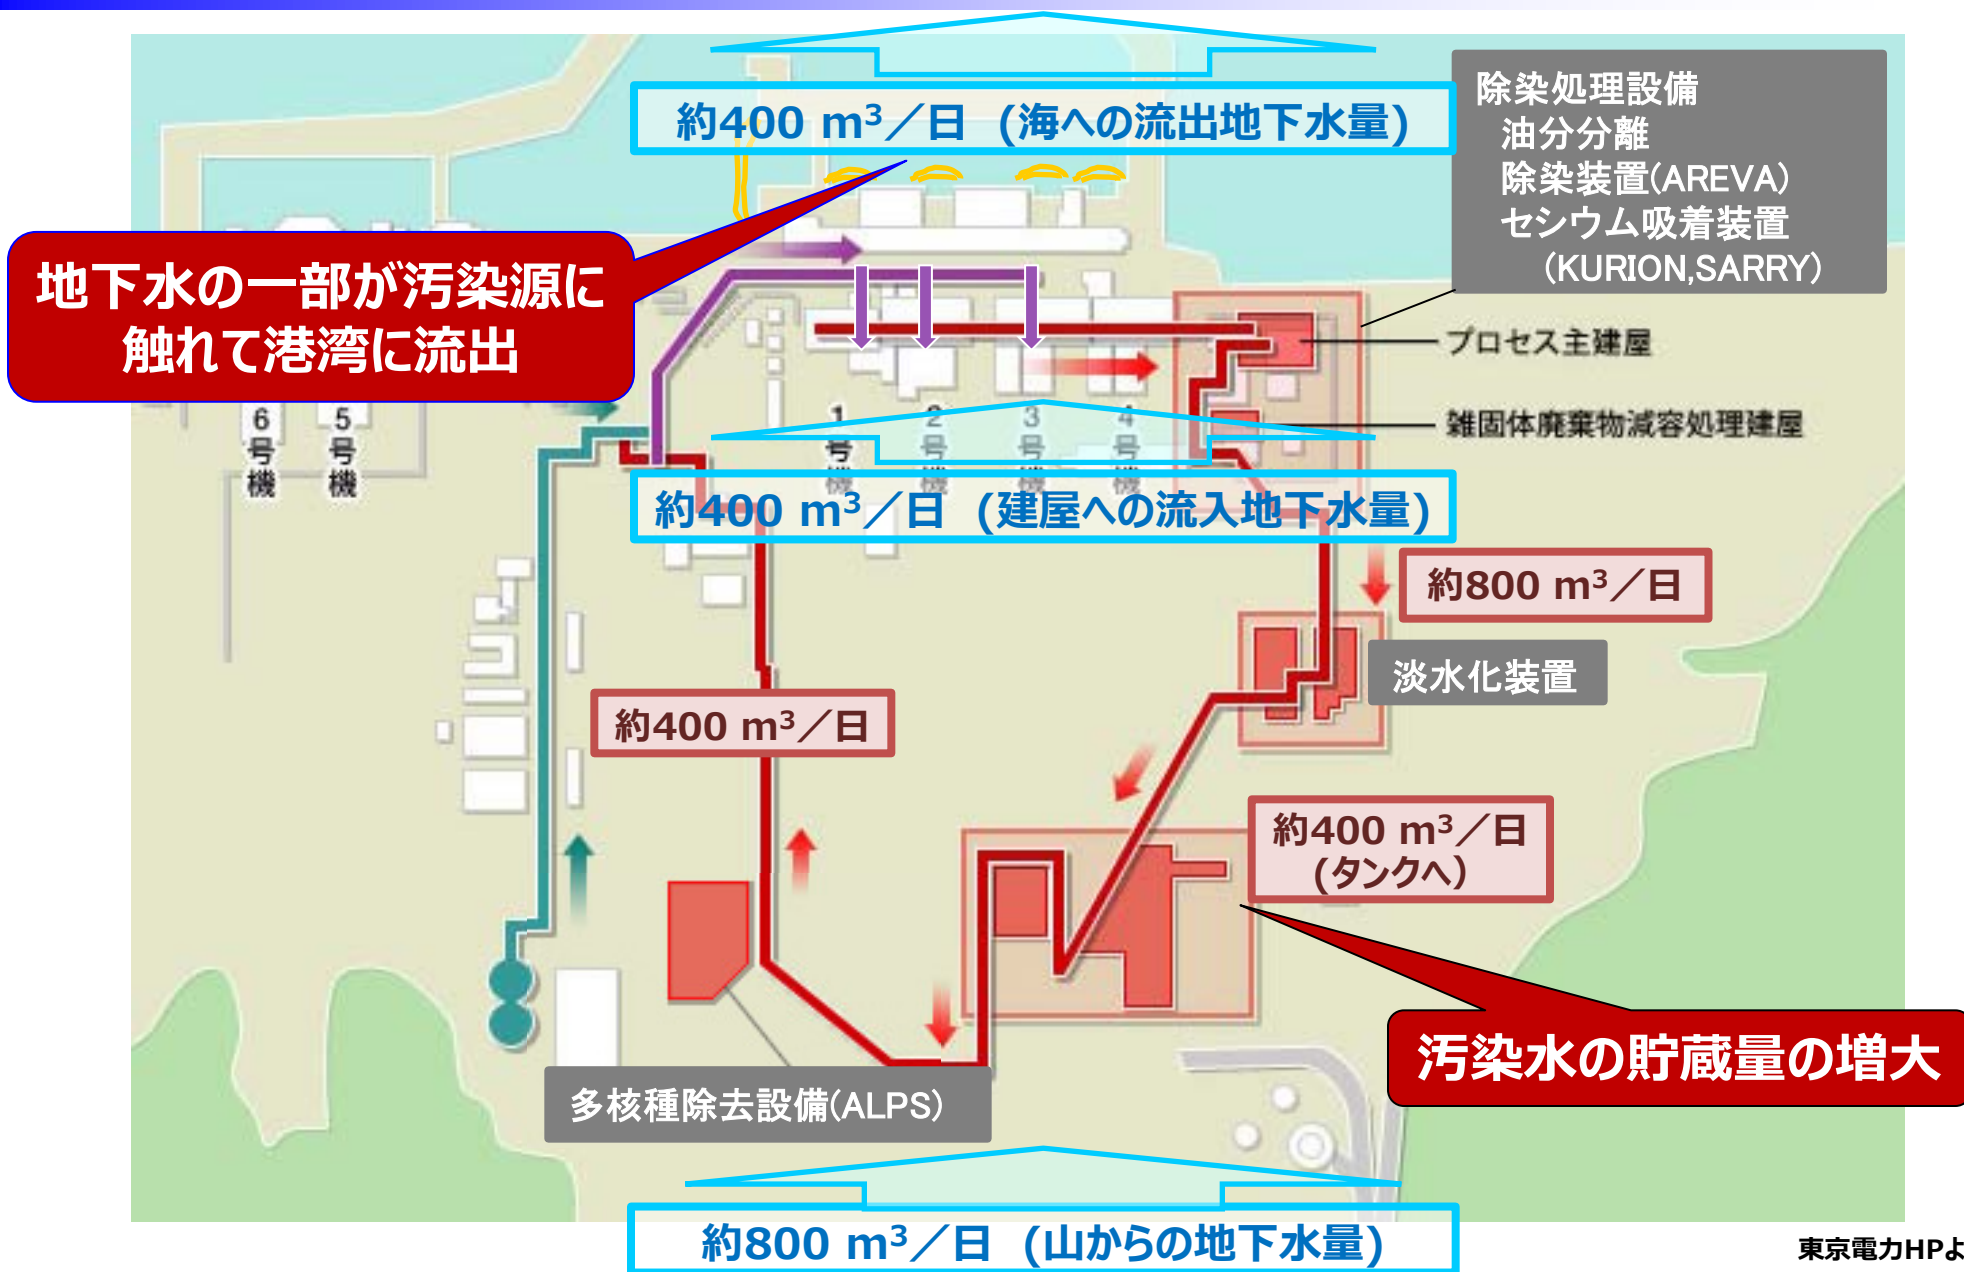 約400 m³／日 (海への流出地下水量)
除染処理設備
油分分離
除染装置(AREVA)
セシウム吸着装置
(KURION,SARRY)
地下水の一部が汚染源に
触れて港湾に流出
プロセス主建屋
雑固体廃棄物減容処理建屋
6号機
5号機
1号機
2号機
3号機
4号機
約400 m³／日 (建屋への流入地下水量)
約800 m³／日
淡水化装置
約400 m³／日
約400 m³／日
(タンクへ)
汚染水の貯蔵量の増大
多核種除去設備(ALPS)
約800 m³／日 (山からの地下水量)
東京電力HPよ